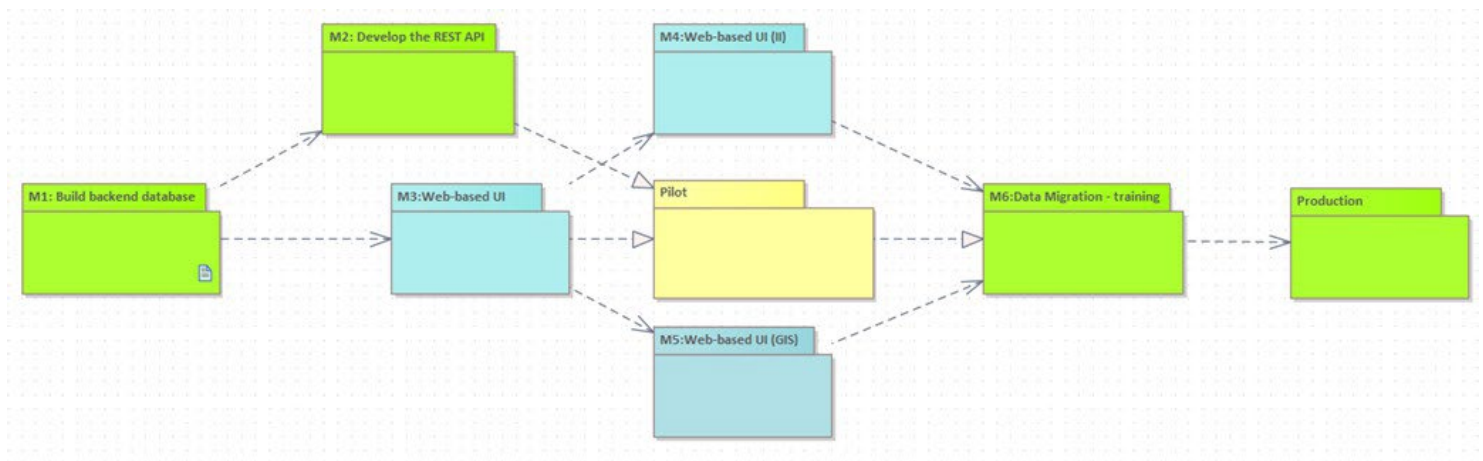 M2: Develop the REST API
M4:Web-based UI (II)
M1: Build backend database
M3:Web-based UI
Pilot
M6:Data Migration - training
Production
M5:Web-based UI (GIS)